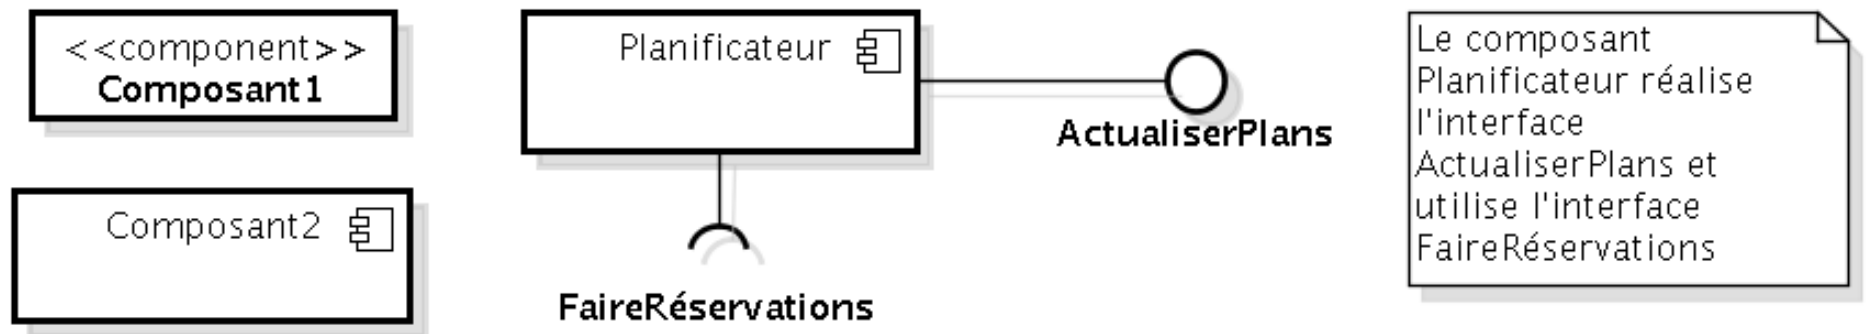 <<component>>
Composant1
Composant2
Planificateur
ActualiserPlans
FaireRéservations
Le composant
Planificateur réalise
l'interface
ActualiserPlans et
utilise l'interface
FaireRéservations